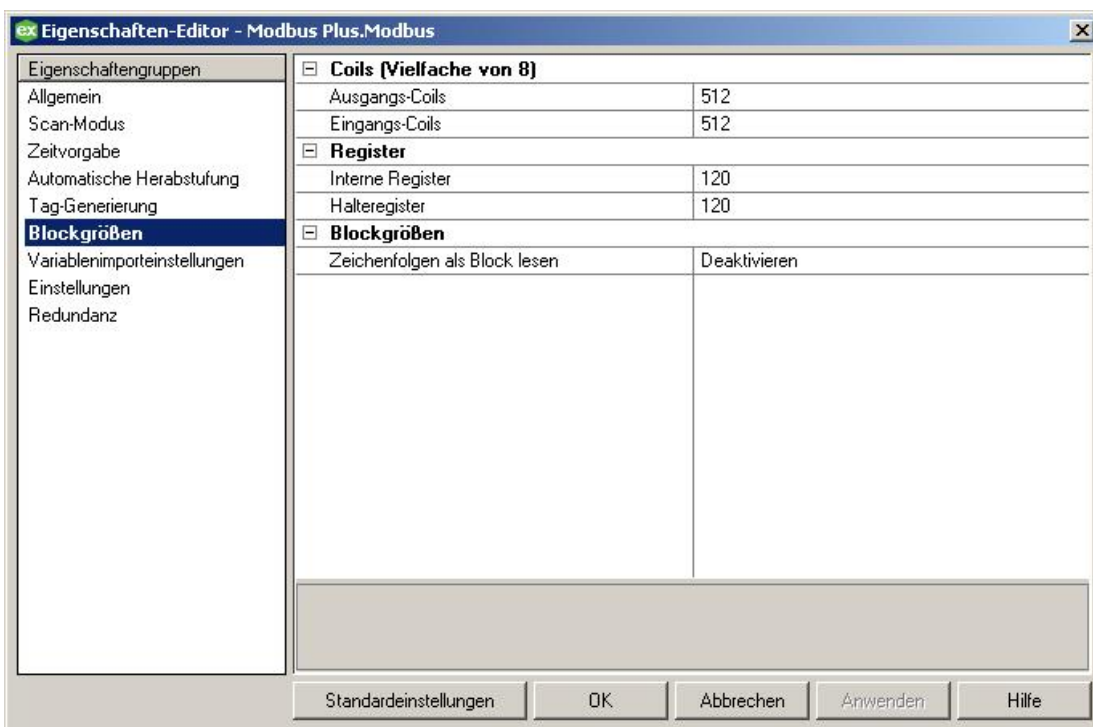 ex Eigenschaften-Editor - Modbus Plus.Modbus
Eigenschaftengruppen
Allgemein
Scan-Modus
Zeitvorgabe
Automatische Herabstufung
Tag-Generierung
Blockgrößen
Variablenimporteinstellungen
Einstellungen
Redundanz
Coils (Vielfache von 8)
Ausgangs-Coils 512
Eingangs-Coils 512
Register
Interne Register 120
Halteregister 120
Blockgrößen
Zeichenfolgen als Block lesen Deaktivieren
Standardeinstellungen OK Abbrechen Anwenden Hilfe